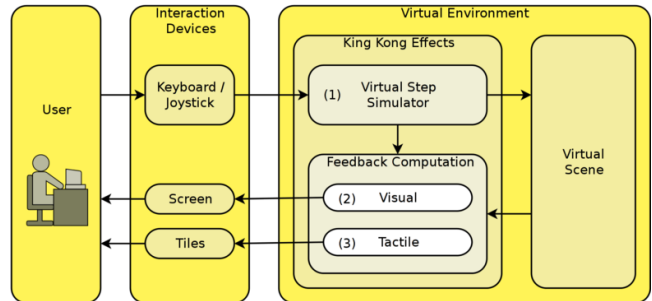 Interaction
Devices
Virtual Environment
King Kong Effects
User
Keyboard /
Joystick
(1) Virtual Step
Simulator
Feedback Computation
Virtual
Scene
Screen
(2) Visual
Tiles
(3) Tactile